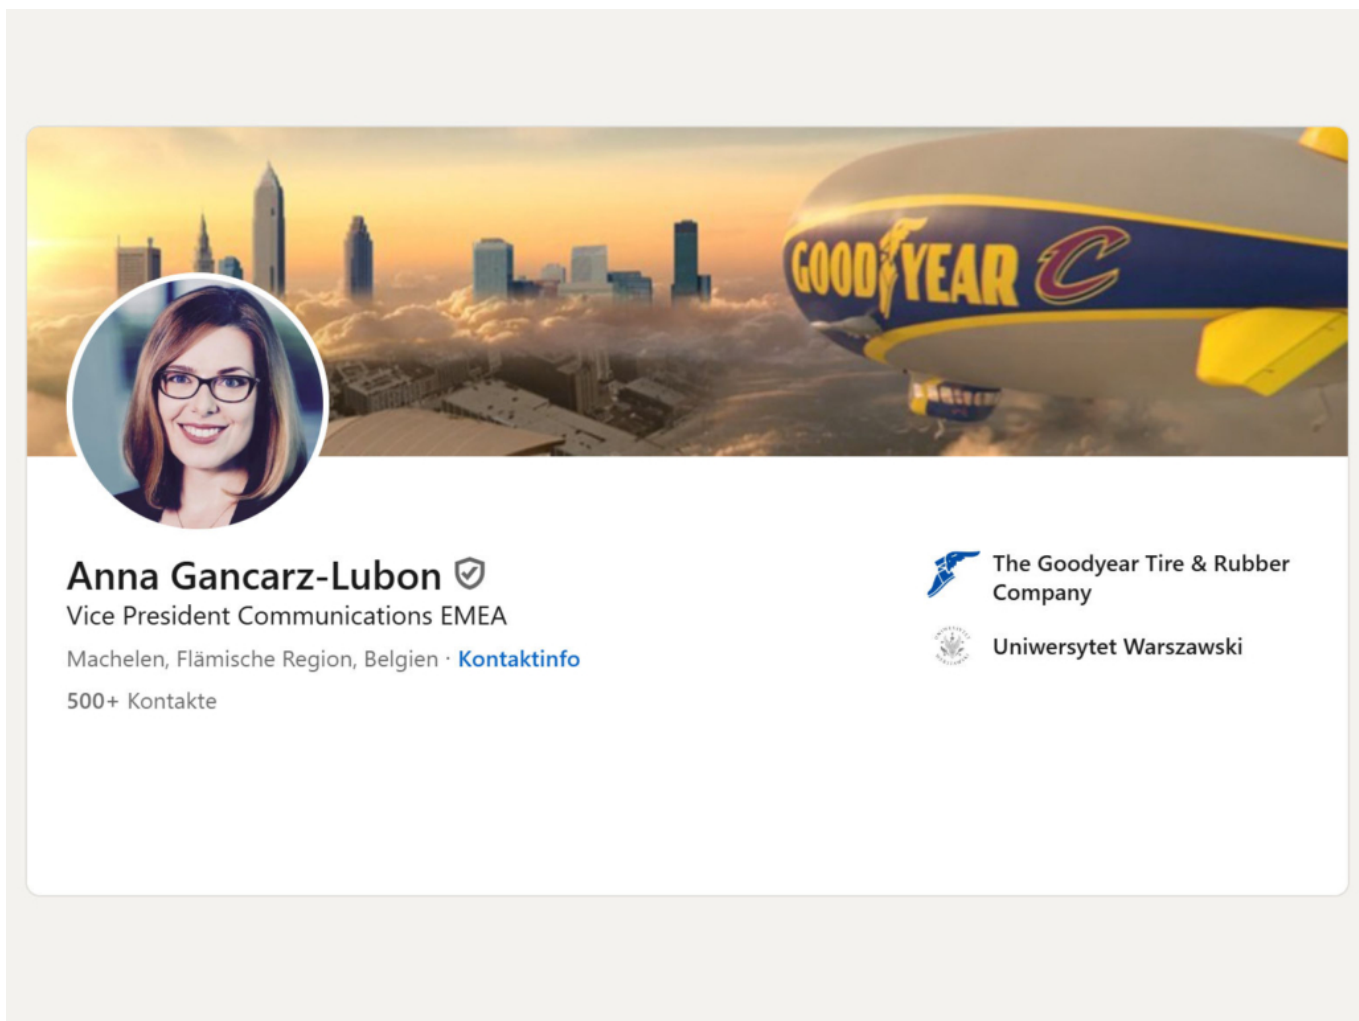 GOODYEAR C
Anna Gancarz-Lubon
Vice President Communications EMEA
Machelen, Flämische Region, Belgien · Kontaktinfo
500+ Kontakte
The Goodyear Tire & Rubber
Company
Uniwersytet Warszawski